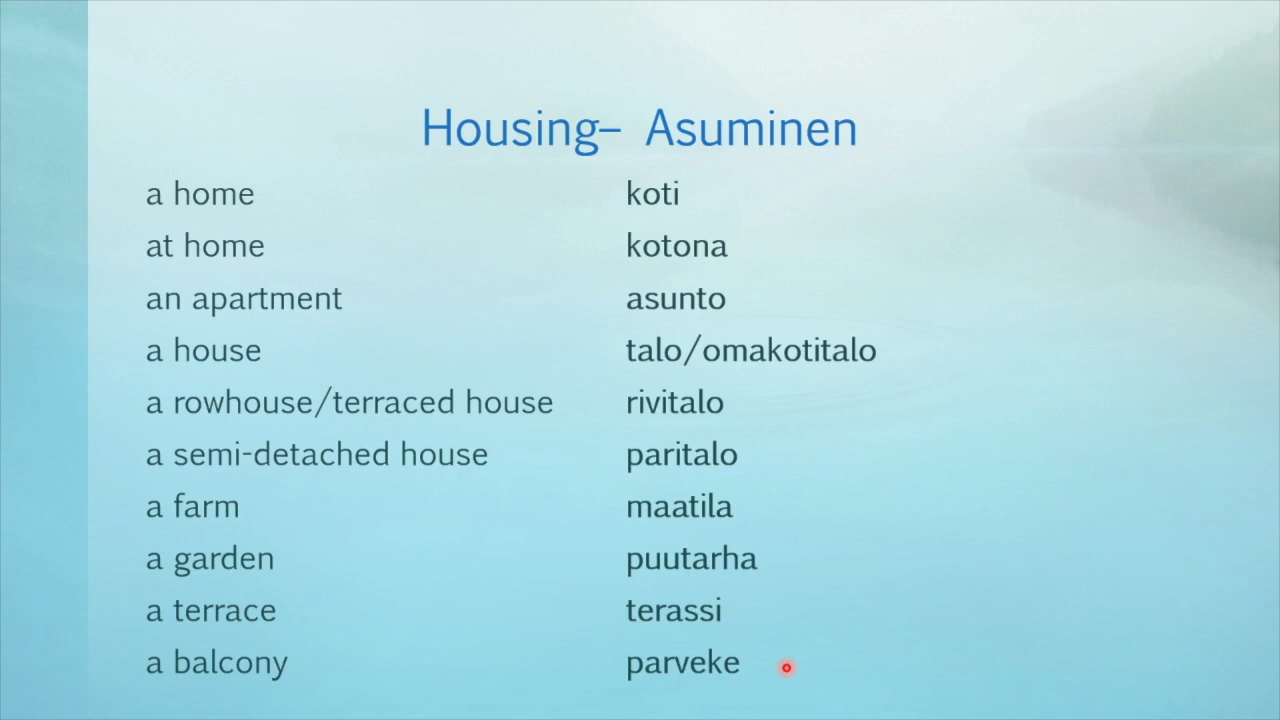 Housing– Asuminen
a home koti
at home kotona
an apartment asunto
a house talo/omakotitalo
a rowhouse/terraced house rivitalo
a semi-detached house paritalo
a farm maatila
a garden puutarha
a terrace terassi
a balcony parveke